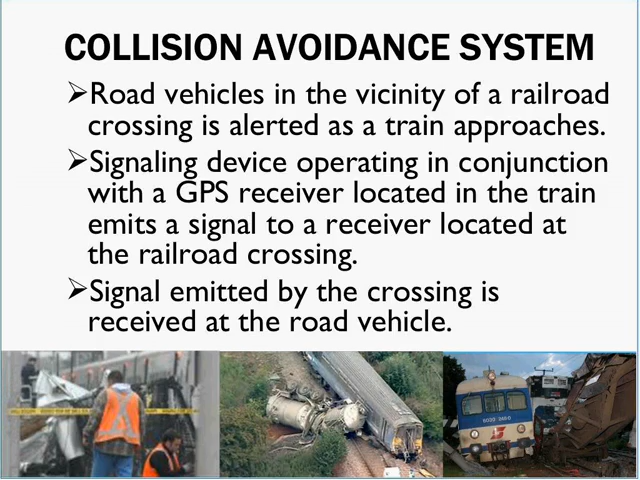 COLLISION AVOIDANCE SYSTEM
➢Road vehicles in the vicinity of a railroad
crossing is alerted as a train approaches.
➢Signaling device operating in conjunction
with a GPS receiver located in the train
emits a signal to a receiver located at
the railroad crossing.
➢Signal emitted by the crossing is
received at the road vehicle.